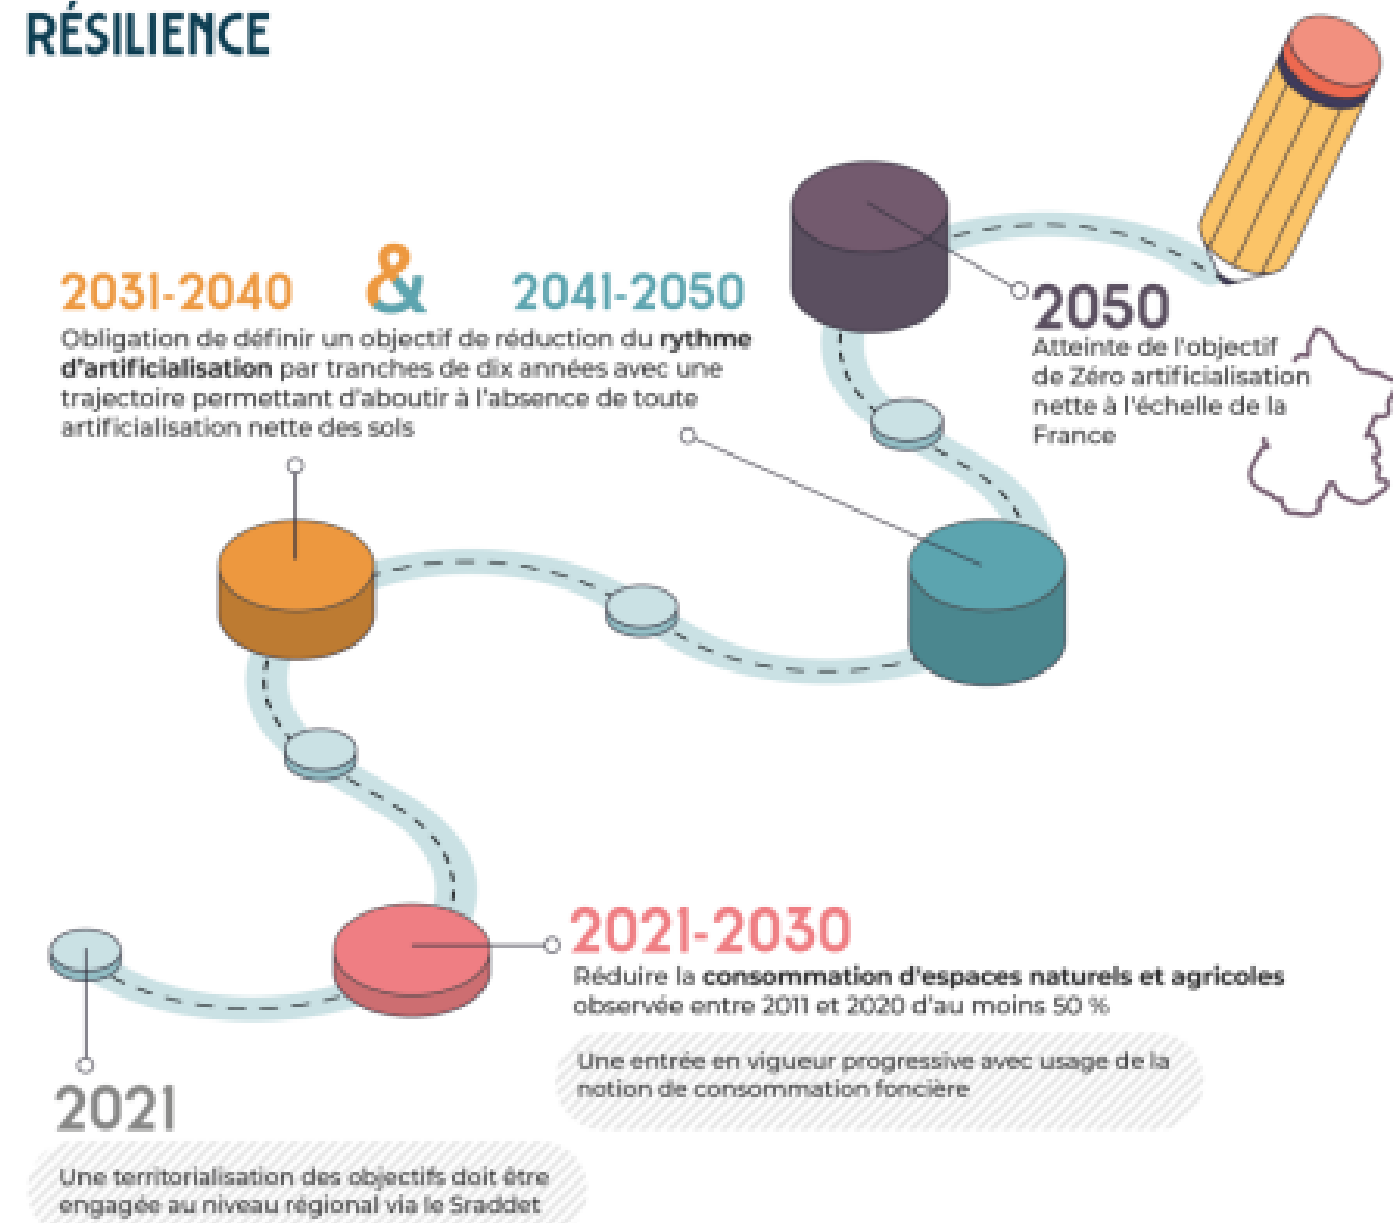 RÉSILIENCE
2031-2040 & 2041-2050
Obligation de définir un objectif de réduction du rythme
d'artificialisation par tranches de dix années avec une
trajectoire permettant d'aboutir à l'absence de toute
artificialisation nette des sols
2050
Atteinte de l'objectif
de Zéro artificialisation
nette à l'échelle de la
France
2021-2030
Réduire la consommation d'espaces naturels et agricoles
observée entre 2011 et 2020 d'au moins 50 %
Une entrée en vigueur progressive avec usage de la
notion de consommation foncière
2021
Une territorialisation des objectifs doit être
engagée au niveau régional via le Sraddet